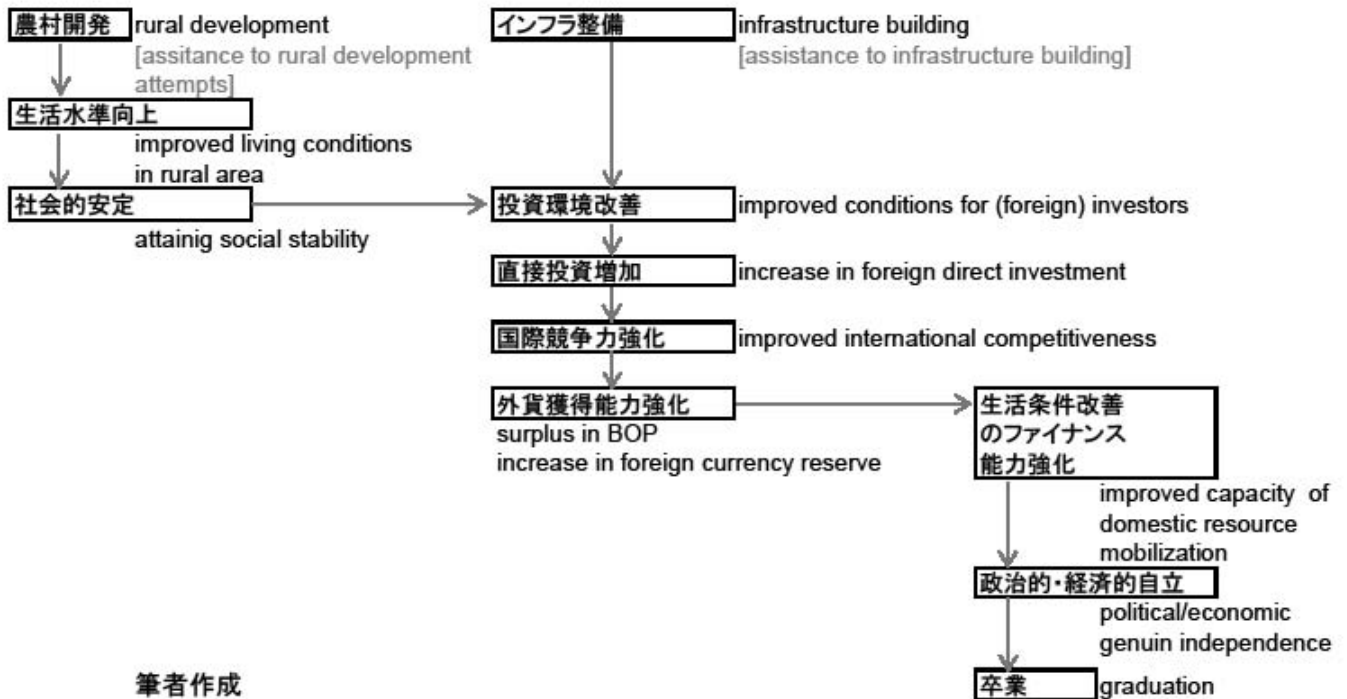 農村開発 rural development
[assitance to rural development
attempts]
生活水準向上
improved living conditions
in rural area
社会的安定
attainig social stability
インフラ整備 infrastructure building
[assistance to infrastructure building]
投資環境改善 improved conditions for (foreign) investors
直接投資増加 increase in foreign direct investment
国際競争力強化 improved international competitiveness
外貨獲得能力強化
surplus in BOP
increase in foreign currency reserve
生活条件改善
のファイナンス
能力強化
improved capacity of
domestic resource
mobilization
政治的・経済的自立
political/economic
genuin independence
卒業 graduation
筆者作成